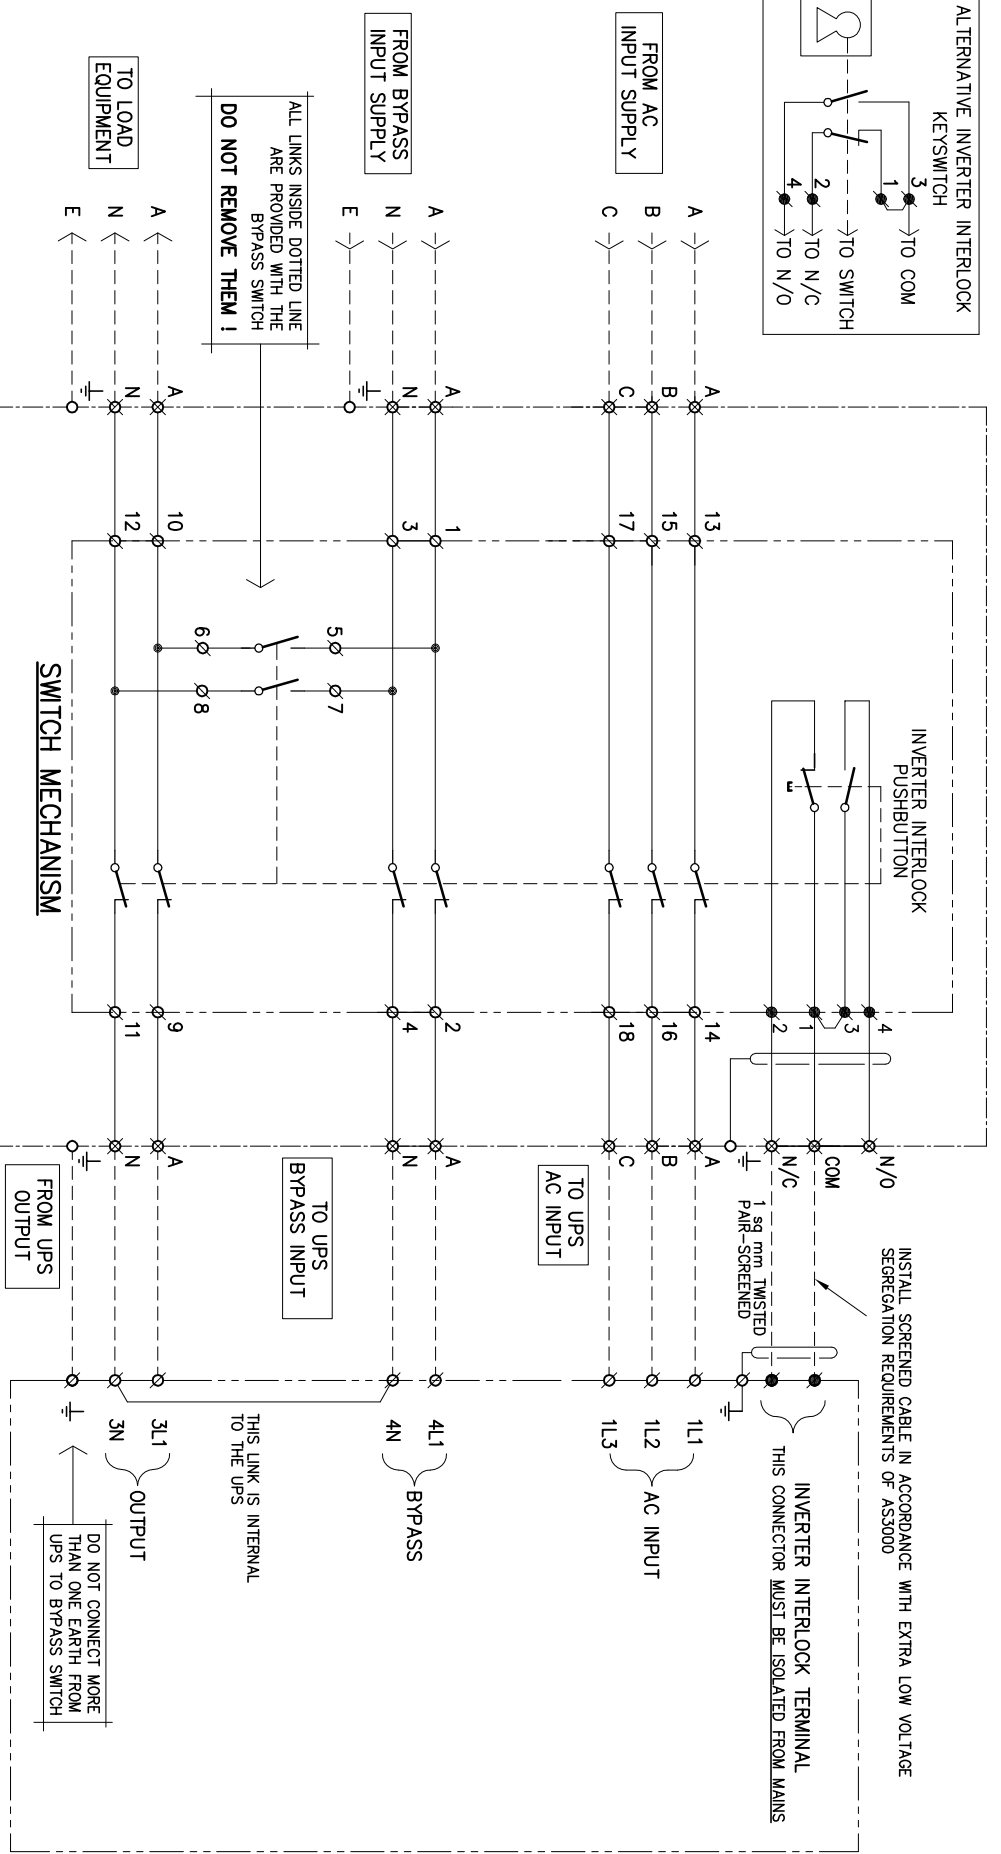 ALTERNATIVE INVERTER INTERLOCK
KEYSWITCH
3
1
2
4
TO COM
TO SWITCH
TO N/C
TO N/O
FROM AC
INPUT SUPPLY
A
B
C
FROM BYPASS
INPUT SUPPLY
A
N
E
ALL LINKS INSIDE DOTTED LINE
ARE PROVIDED WITH THE
BYPASS SWITCH
DO NOT REMOVE THEM !
TO LOAD
EQUIPMENT
A
N
E
A
B
C
A
N
A
N
13
15
17
1
3
10
12
5
7
6
8
INVERTER INTERLOCK
PUSHBUTTON
SWITCH MECHANISM
4
3
1
2
14
16
18
2
4
9
11
N/O
COM
N/C
A
B
C
A
N
A
N
TO UPS
AC INPUT
TO UPS
BYPASS INPUT
FROM UPS
OUTPUT
INSTALL SCREENED CABLE IN ACCORDANCE WITH EXTRA LOW VOLTAGE
SEGREGATION REQUIREMENTS OF AS3000
1 sq mm TWISTED
PAIR-SCREENED
INVERTER INTERLOCK TERMINAL
THIS CONNECTOR MUST BE ISOLATED FROM MAINS
1L1
1L2
1L3
AC INPUT
4L1
4N
BYPASS
THIS LINK IS INTERNAL
TO THE UPS
3L1
3N
OUTPUT
DO NOT CONNECT MORE
THAN ONE EARTH FROM
UPS TO BYPASS SWITCH